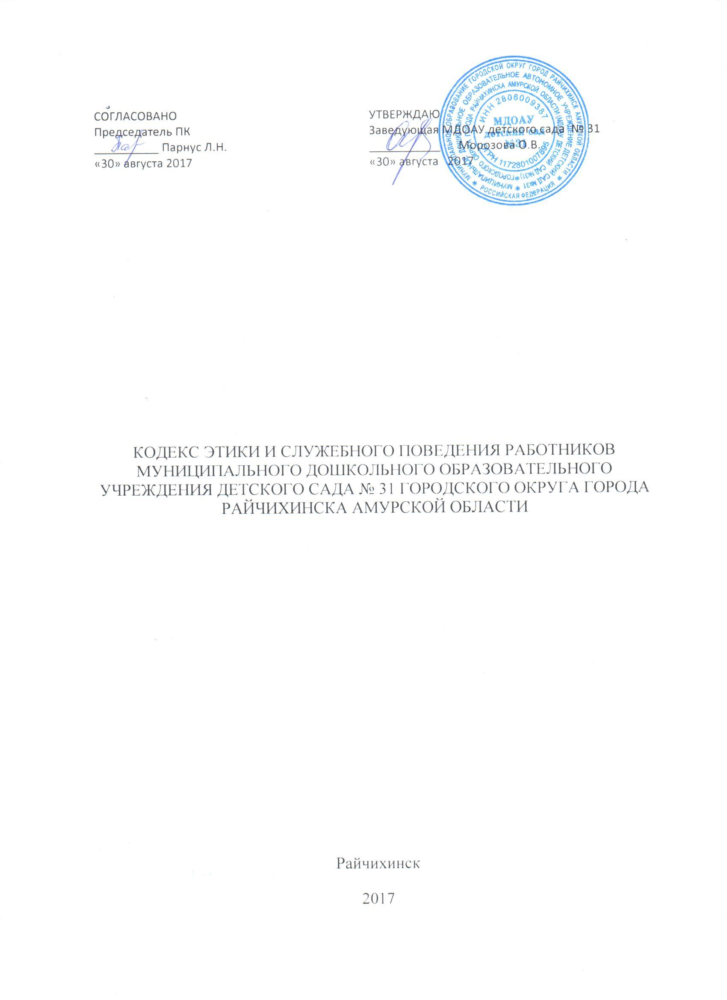 СОГЛАСОВАНО
Председатель ПК
___________ Парнус Л.Н.
«30» августа 2017
УТВЕРЖДАЮ
Заведующая МДОАУ детского сада № 31
____________ Морозова О.В.
«30» августа 2017
МУНИЦИПАЛЬНОЕ ОБРАЗОВАНИЕ ГОРОДСКОЙ ОКРУГ ГОРОД РАЙЧИХИНСК АМУРСКОЙ ОБЛАСТИ * РОССИЙСКАЯ ФЕДЕРАЦИЯ *
МУНИЦИПАЛЬНОЕ ДОШКОЛЬНОЕ ОБРАЗОВАТЕЛЬНОЕ АВТОНОМНОЕ УЧРЕЖДЕНИЕ ДЕТСКИЙ САД №31 *
ГОРОДСКОГО ОКРУГА ГОРОДА РАЙЧИХИНСКА АМУРСКОЙ ОБЛАСТИ (МДОАУ ДЕТСКИЙ САД №31) *
ИНН 2806009387
МДОАУ
детский сад
№31
ОГРН 1172801007895
КОДЕКС ЭТИКИ И СЛУЖЕБНОГО ПОВЕДЕНИЯ РАБОТНИКОВ
МУНИЦИПАЛЬНОГО ДОШКОЛЬНОГО ОБРАЗОВАТЕЛЬНОГО
УЧРЕЖДЕНИЯ ДЕТСКОГО САДА № 31 ГОРОДСКОГО ОКРУГА ГОРОДА
РАЙЧИХИНСКА АМУРСКОЙ ОБЛАСТИ
Райчихинск
2017